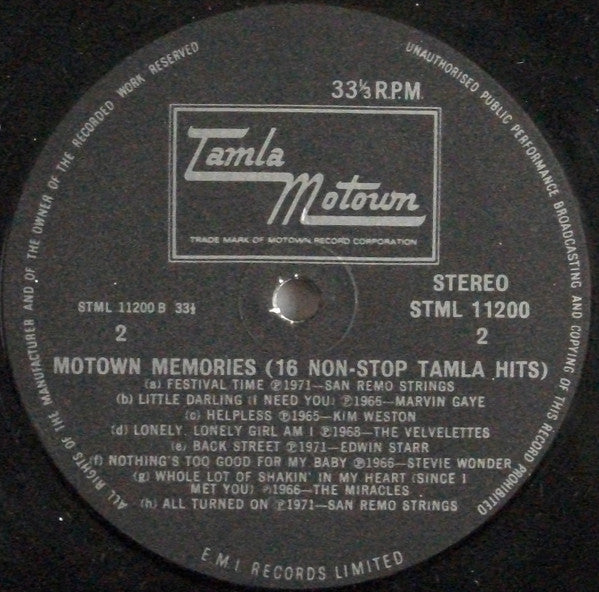 ALL RIGHTS OF THE MANUFACTURER AND OF THE OWNER OF THE RECORDED WORK RESERVED
UNAUTHORISED PUBLIC PERFORMANCE BROADCASTING AND COPYING OF THIS RECORD PROHIBITED
33⅓ R.P.M.
Tamla
Motown
TRADE MARK OF MOTOWN RECORD CORPORATION
STEREO
STML 11200 B 33⅓
STML 11200
2
2
MOTOWN MEMORIES (16 NON-STOP TAMLA HITS)
(a) FESTIVAL TIME ℗1971—SAN REMO STRINGS
(b) LITTLE DARLING (I NEED YOU) ℗1966—MARVIN GAYE
(c) HELPLESS ℗1965—KIM WESTON
(d) LONELY, LONELY GIRL AM I ℗1968—THE VELVELETTES
(e) BACK STREET ℗1971—EDWIN STARR
(f) NOTHING'S TOO GOOD FOR MY BABY ℗1966—STEVIE WONDER
(g) WHOLE LOT OF SHAKIN' IN MY HEART (SINCE I
MET YOU) ℗1966—THE MIRACLES
(h) ALL TURNED ON ℗1971—SAN REMO STRINGS
E.M.I. RECORDS LIMITED